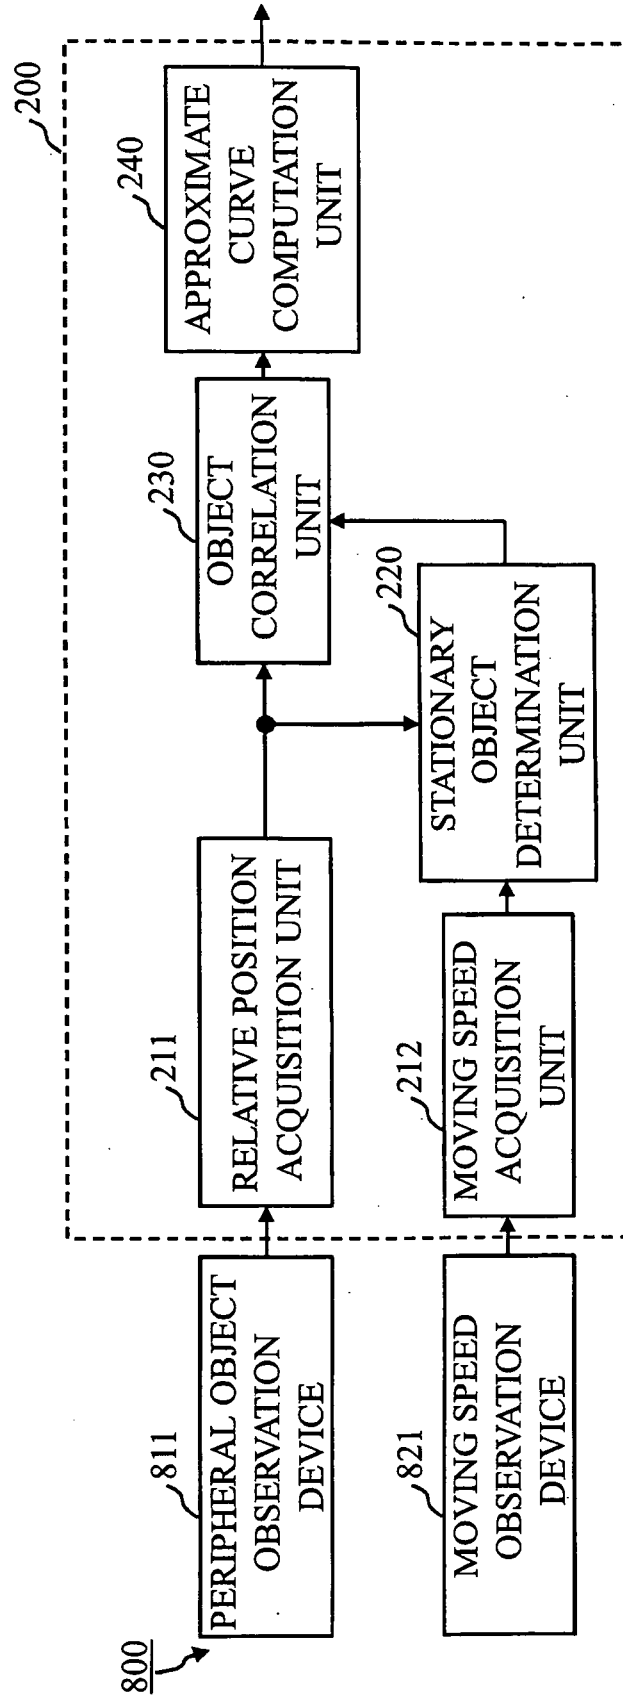 200
800
811
PERIPHERAL OBJECT
OBSERVATION
DEVICE
211
RELATIVE POSITION
ACQUISITION UNIT
230
OBJECT
CORRELATION
UNIT
240
APPROXIMATE
CURVE
COMPUTATION
UNIT
821
MOVING SPEED
OBSERVATION
DEVICE
212
MOVING SPEED
ACQUISITION
UNIT
220
STATIONARY
OBJECT
DETERMINATION
UNIT